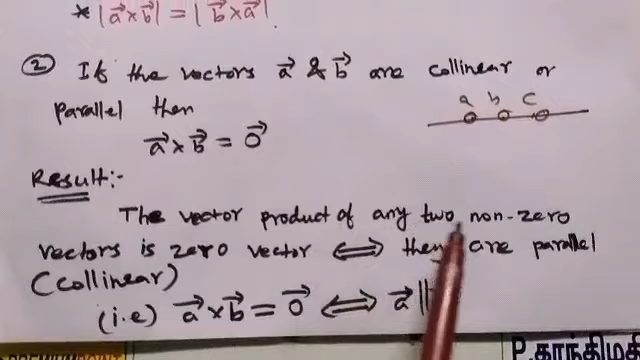 * |a⃗ × b⃗| = |b⃗ × a⃗|.
② If the vectors a⃗ & b⃗ are collinear or
parallel then
a b c
a⃗ × b⃗ = 0⃗
Result:-
The vector product of any two non-zero
vectors is zero vector ⟺ then are parallel
(collinear)
(i.e) a⃗ × b⃗ = 0⃗ ⟺ a⃗ ||
P.காந்திமதி